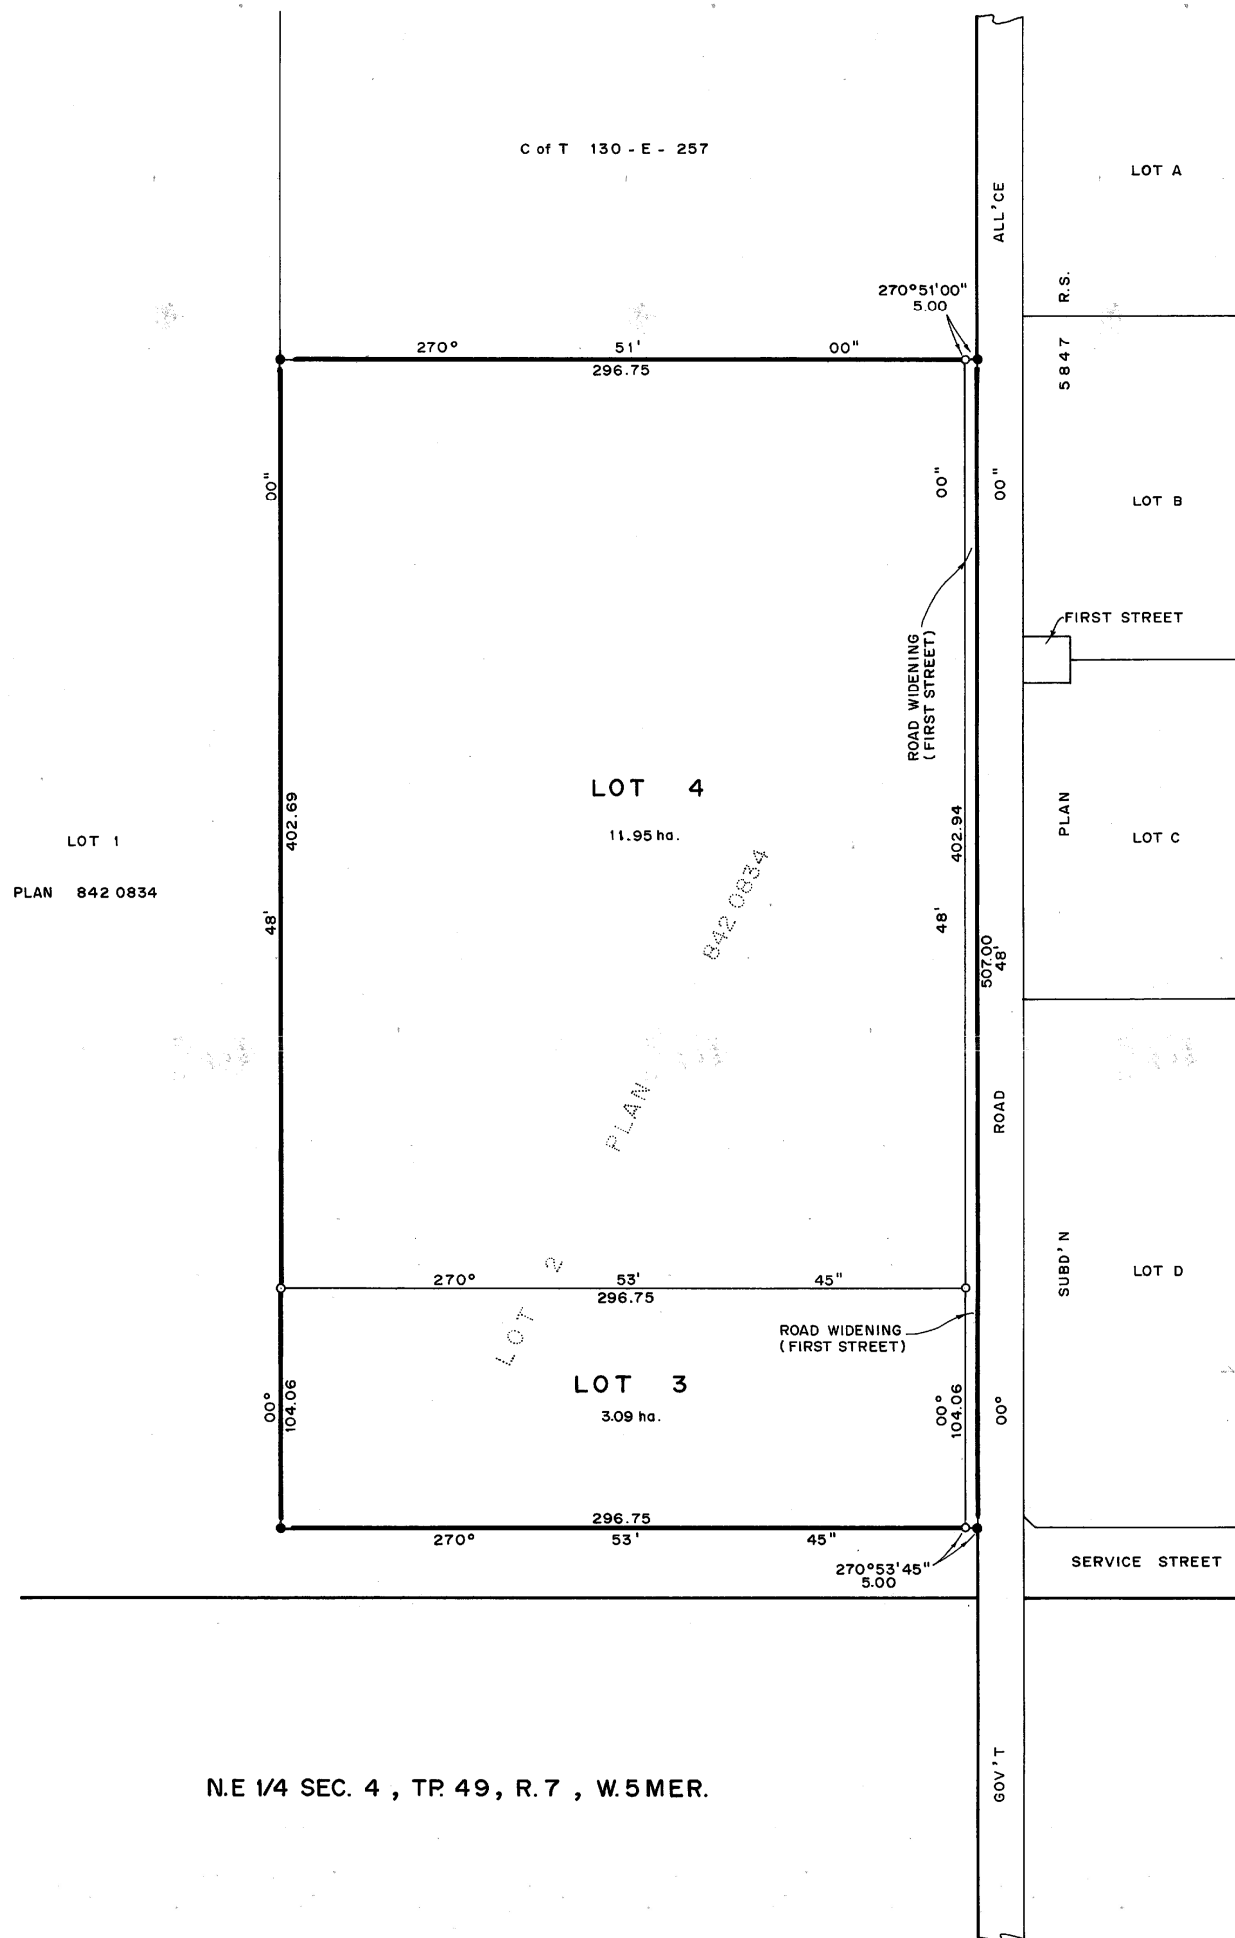 C of T 130 - E - 257
LOT A
ALL'CE
R.S.
270°51'00"
5.00
270° 51' 00"
296.75
5847
00"
00"
00"
LOT B
FIRST STREET
ROAD WIDENING
(FIRST STREET)
LOT 4
11.95 ha.
402.69
402.94
PLAN
LOT C
LOT 1
PLAN 842 0834
842 0834
48'
48'
507.00
48'
PLAN
ROAD
SUBD'N
LOT D
LOT 2
270° 53' 45"
296.75
ROAD WIDENING
(FIRST STREET)
LOT 3
3.09 ha.
00°
104.06
00°
104.06
00°
296.75
270° 53' 45"
270°53'45"
5.00
SERVICE STREET
GOV'T
N.E 1/4 SEC. 4 , TP. 49, R. 7 , W. 5 MER.